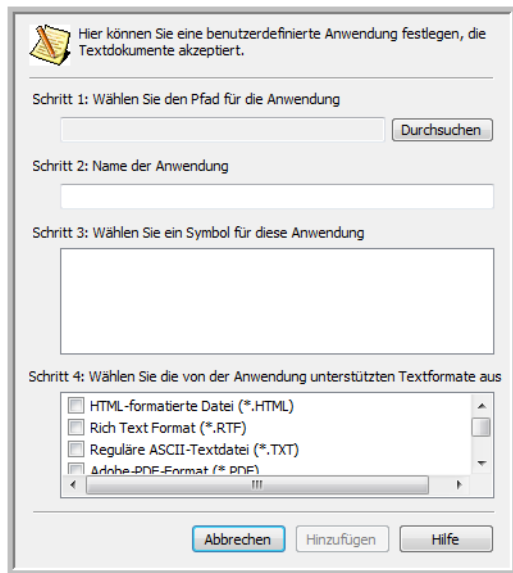 Hier können Sie eine benutzerdefinierte Anwendung festlegen, die
Textdokumente akzeptiert.
Schritt 1: Wählen Sie den Pfad für die Anwendung
Durchsuchen
Schritt 2: Name der Anwendung
Schritt 3: Wählen Sie ein Symbol für diese Anwendung
Schritt 4: Wählen Sie die von der Anwendung unterstützten Textformate aus
HTML-formatierte Datei (*.HTML)
Rich Text Format (*.RTF)
Reguläre ASCII-Textdatei (*.TXT)
Adobe-PDF-Format (*.PDF)
Abbrechen Hinzufügen Hilfe